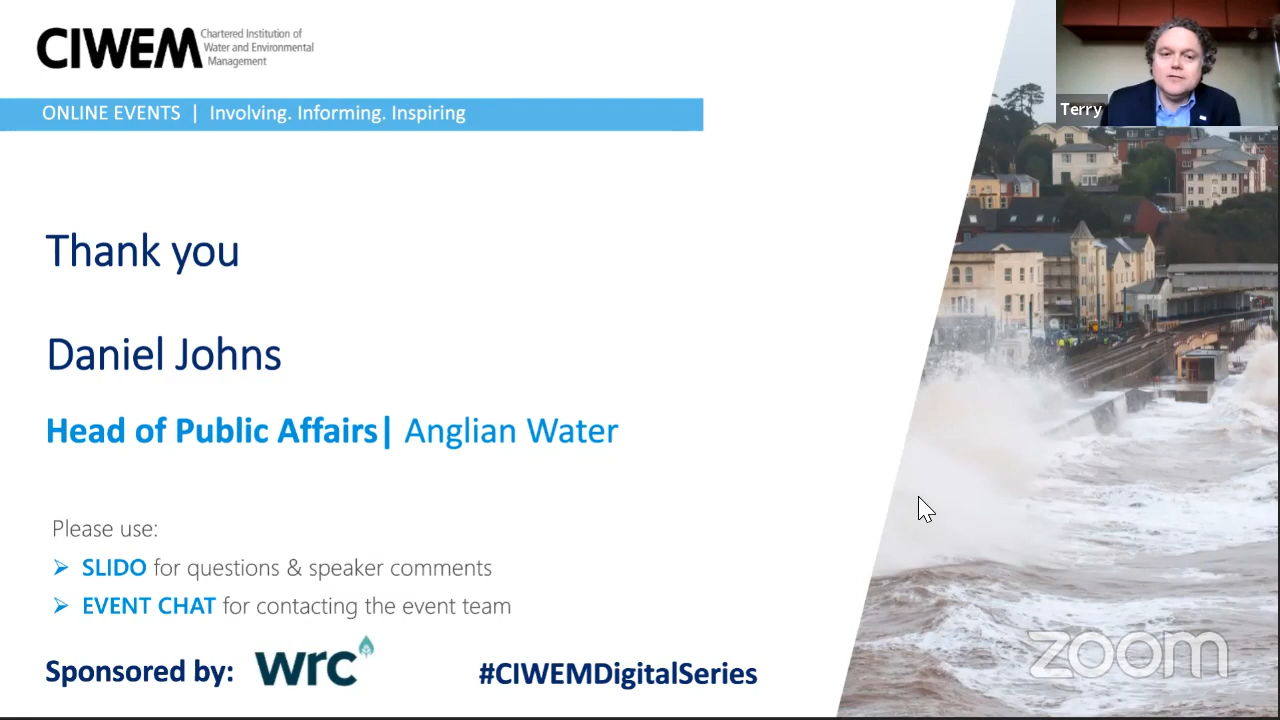 CIWEM
Chartered Institution of
Water and Environmental
Management
Terry
ONLINE EVENTS | Involving. Informing. Inspiring
Thank you
Daniel Johns
Head of Public Affairs| Anglian Water
Please use:
SLIDO for questions & speaker comments
EVENT CHAT for contacting the event team
Sponsored by: wrc #CIWEMDigitalSeries
zoom